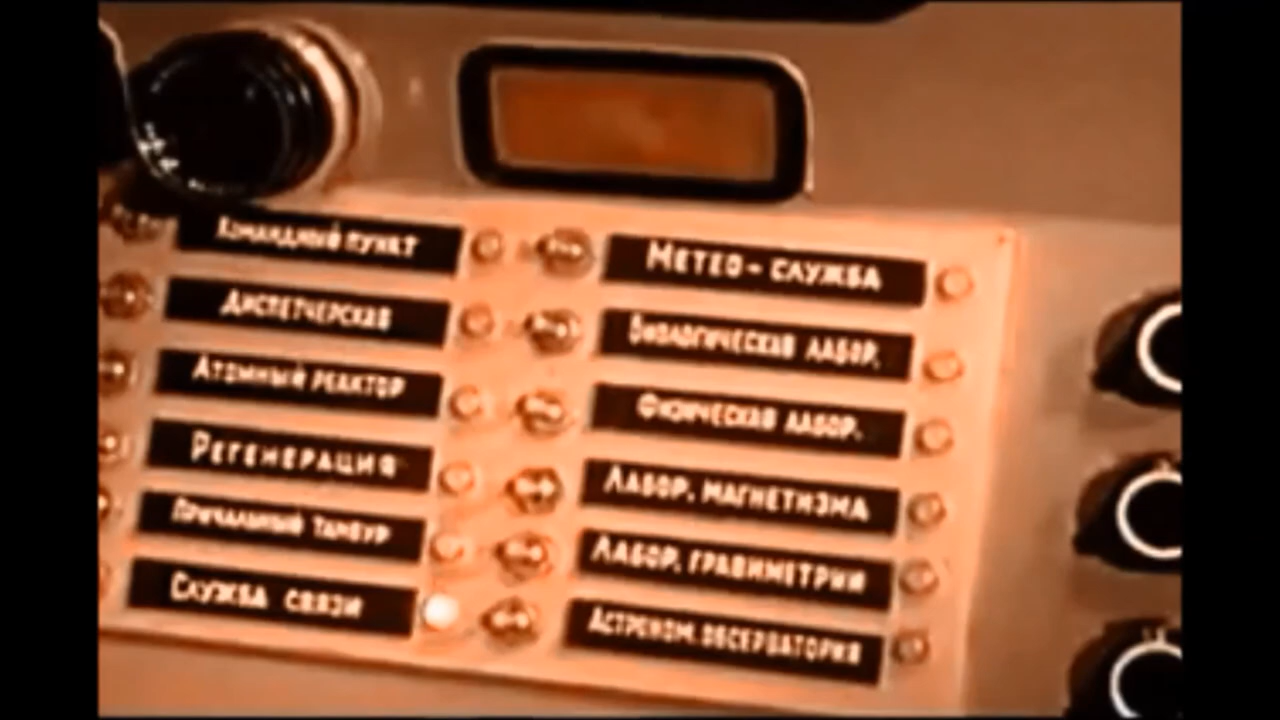 Командный пункт
Диспетчерская
Атомный реактор
Регенерация
Причальный тамбур
Служба связи
Метео-служба
Биологическая лабор.
Физическая лабор.
Лабор. магнетизма
Лабор. гравиметрии
Астроном. обсерватория